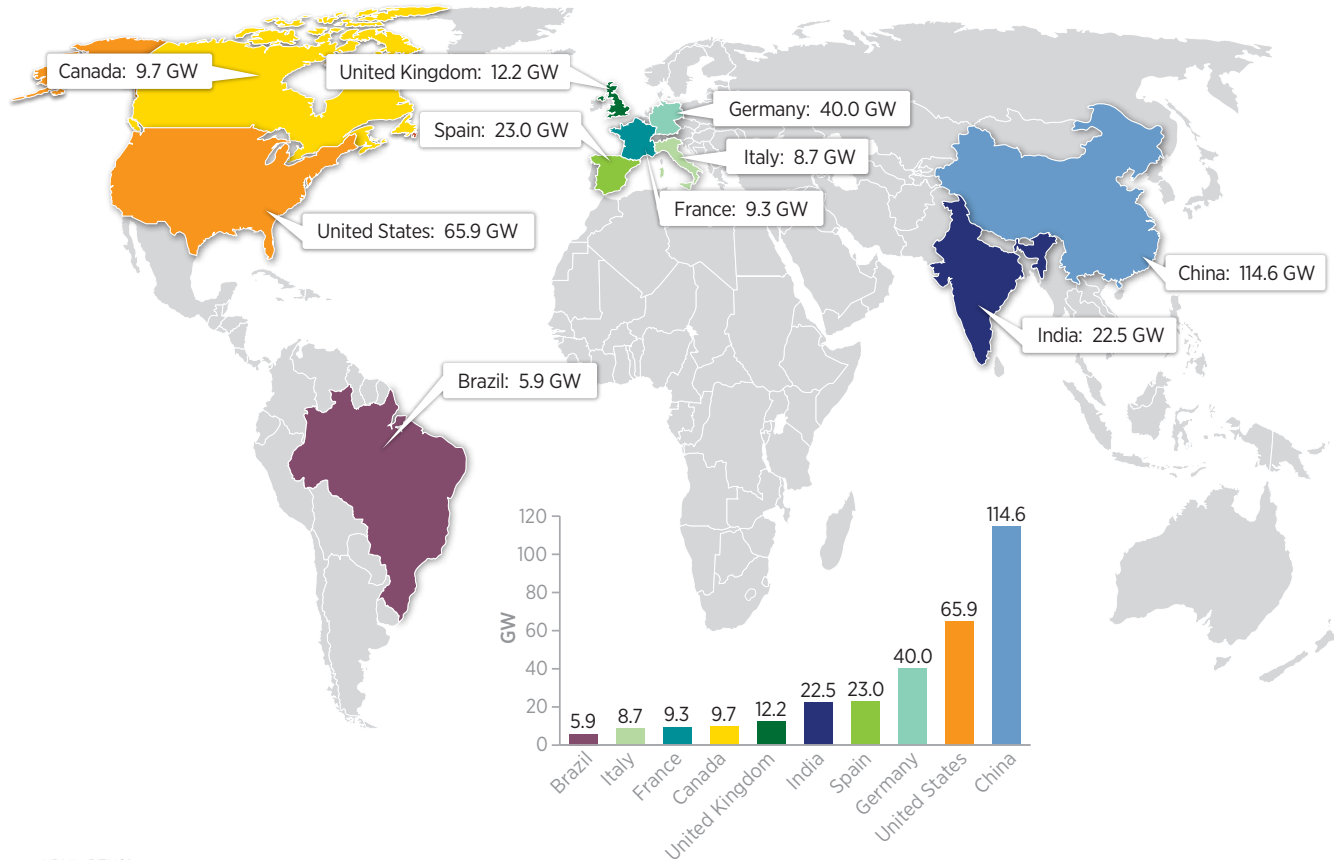 Canada: 9.7 GW
United Kingdom: 12.2 GW
Germany: 40.0 GW
Spain: 23.0 GW
Italy: 8.7 GW
France: 9.3 GW
United States: 65.9 GW
China: 114.6 GW
India: 22.5 GW
Brazil: 5.9 GW
GW
120
100
80
60
40
20
0
5.9
8.7
9.3
9.7
12.2
22.5
23.0
40.0
65.9
114.6
Brazil
Italy
France
Canada
United Kingdom
India
Spain
Germany
United States
China